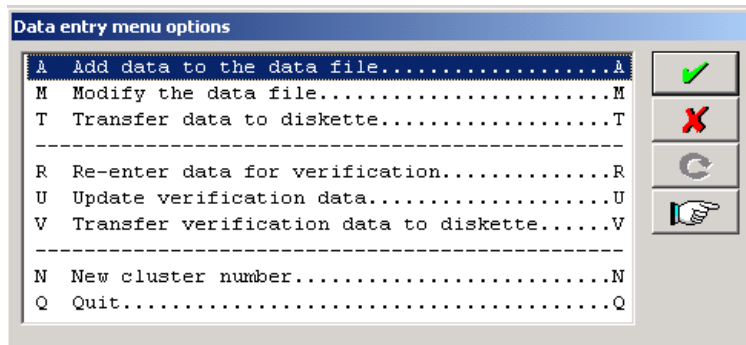 Data entry menu options
A Add data to the data file...................A
M Modify the data file........................M
T Transfer data to diskette...................T
------------------------------------------------
R Re-enter data for verification..............R
U Update verification data....................U
V Transfer verification data to diskette......V
------------------------------------------------
N New cluster number..........................N
Q Quit........................................Q